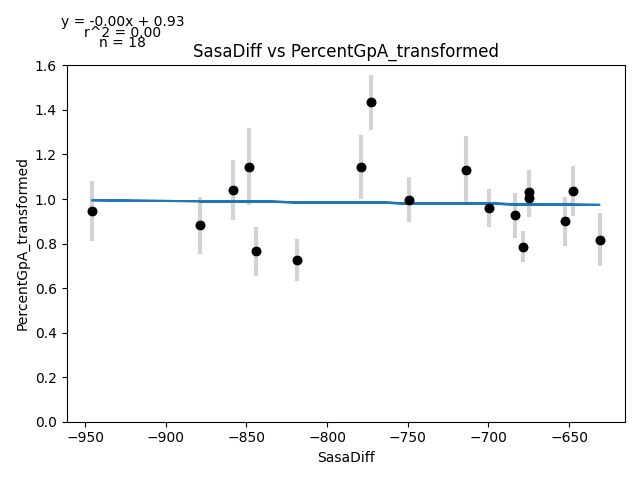 y = -0.00x + 0.93
r^2 = 0.00
n = 18
SasaDiff vs PercentGpA_transformed
1.6
1.4
1.2
1.0
0.8
0.6
0.4
0.2
0.0
PercentGpA_transformed
−950
−900
−850
−800
−750
−700
−650
SasaDiff